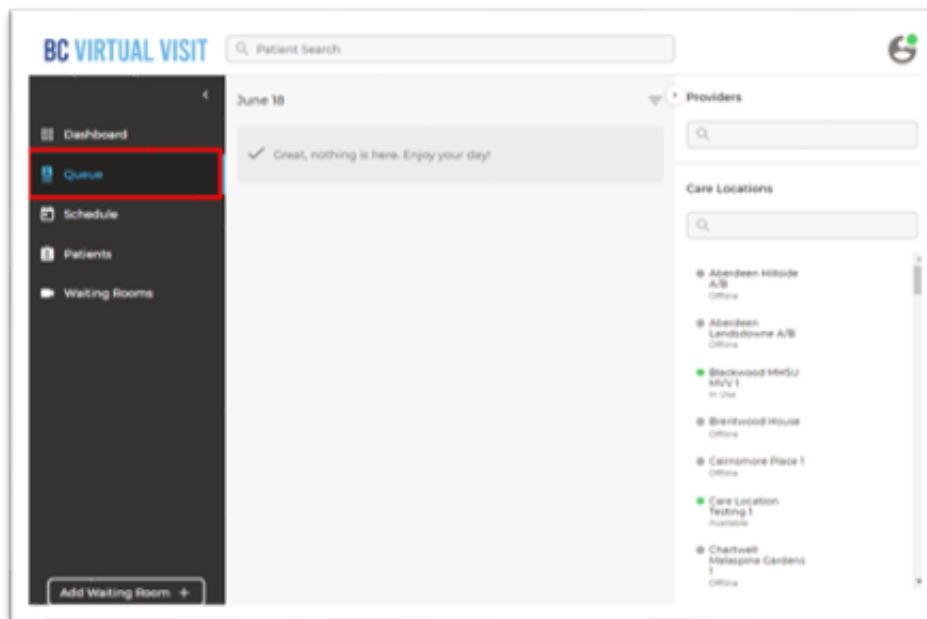 BC VIRTUAL VISIT
Patient Search
June 18
Providers
Dashboard
Great, nothing is here. Enjoy your day!
Queue
Care Locations
Schedule
Patients
Waiting Rooms
Aberdeen Hillside
A/B
Offline
Aberdeen
Landsdowne A/B
Offline
Blackwood MHSU
MVV 1
In Use
Brentwood House
Offline
Cairnsmore Place 1
Offline
Care Location
Testing 1
Available
Chartwell
Malaspina Gardens
1
Offline
Add Waiting Room +